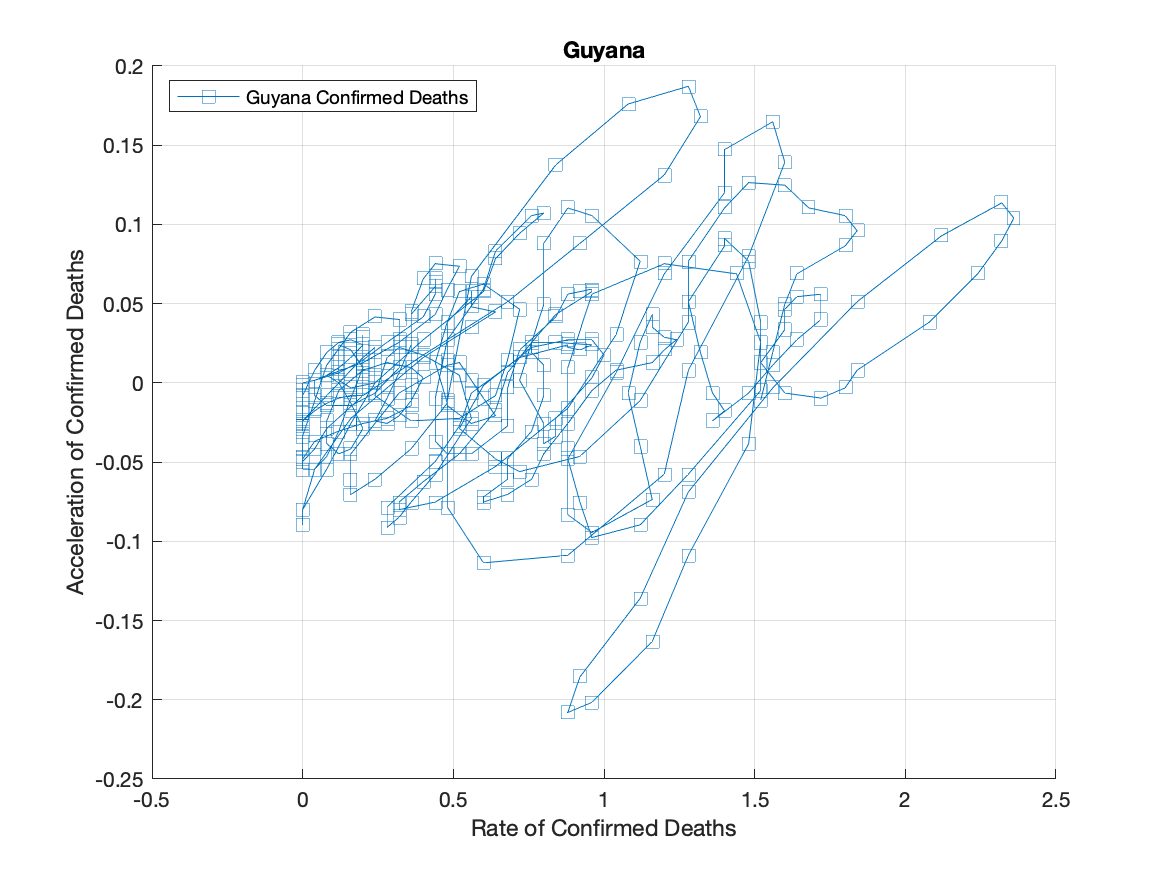 Guyana
Guyana Confirmed Deaths
Acceleration of Confirmed Deaths
0.2
0.15
0.1
0.05
0
-0.05
-0.1
-0.15
-0.2
-0.25
-0.5 0 0.5 1 1.5 2 2.5
Rate of Confirmed Deaths